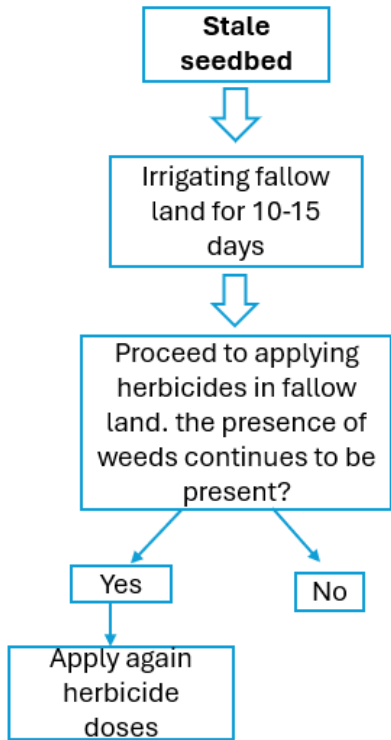 Stale
seedbed
Irrigating fallow
land for 10-15
days
Proceed to applying
herbicides in fallow
land. the presence of
weeds continues to be
present?
Yes
No
Apply again
herbicide
doses